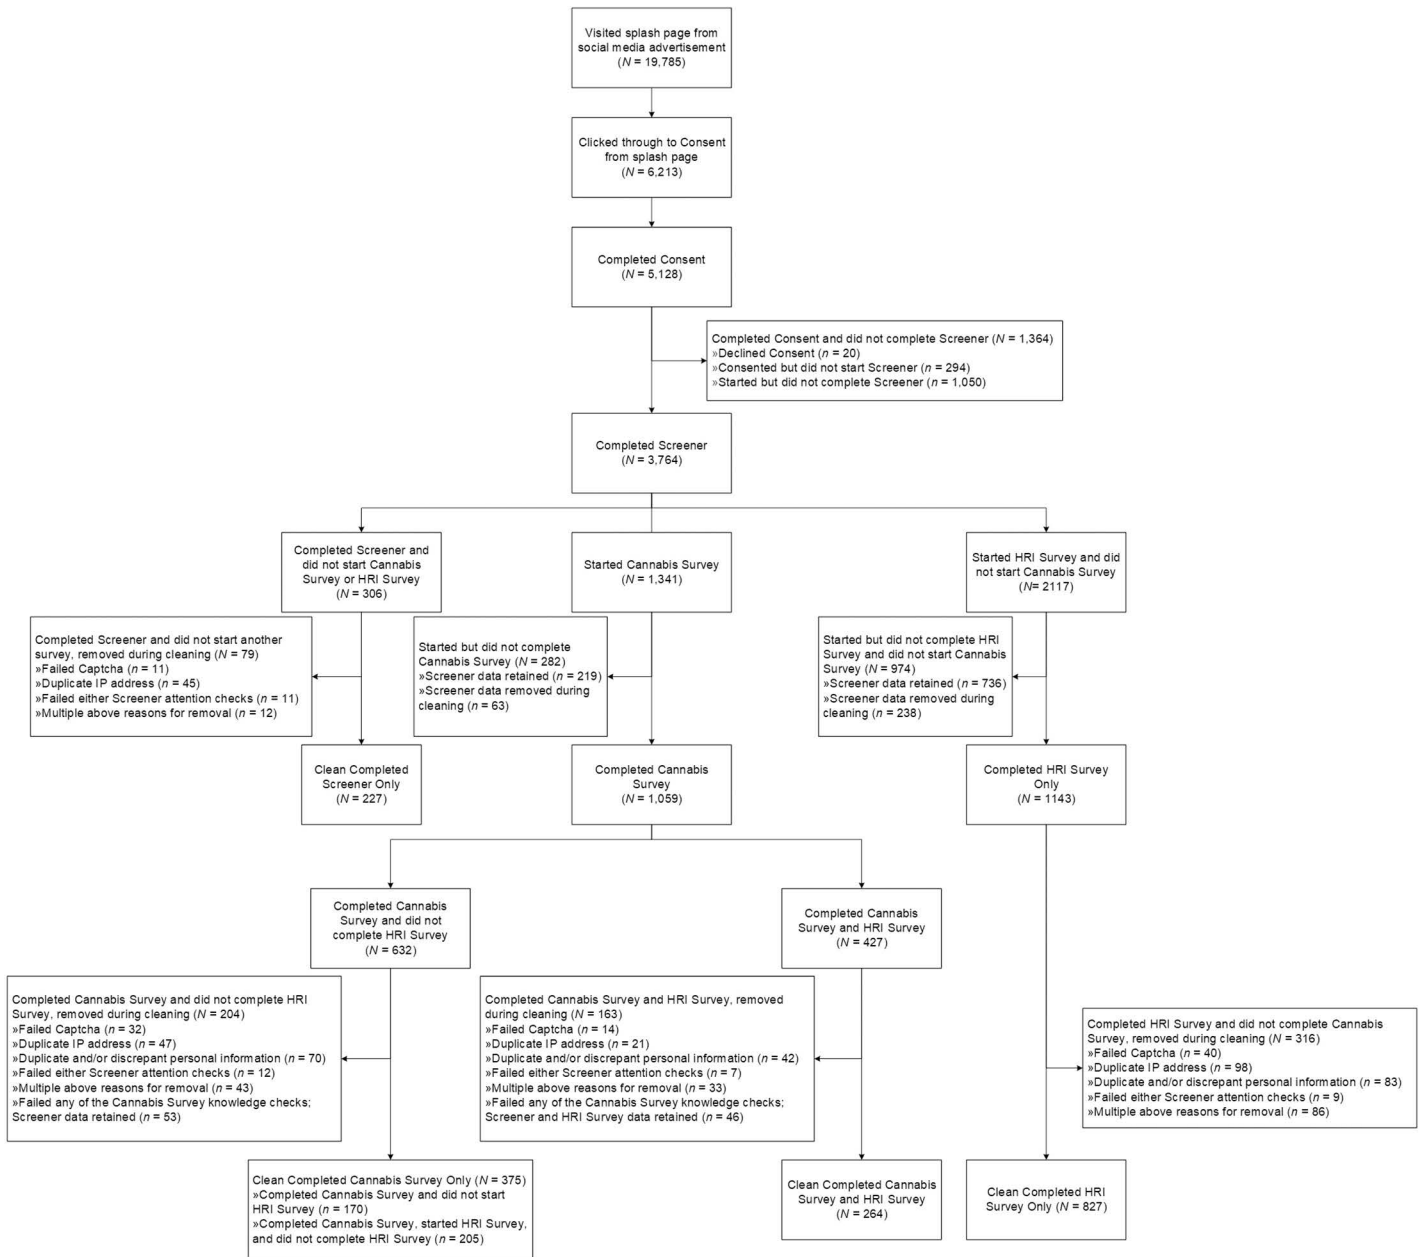 Visited splash page from
social media advertisement
(N = 19,785)
Clicked through to Consent
from splash page
(N = 6,213)
Completed Consent
(N = 5,128)
Completed Consent and did not complete Screener (N = 1,364)
»Declined Consent (n = 20)
»Consented but did not start Screener (n = 294)
»Started but did not complete Screener (n = 1,050)
Completed Screener
(N = 3,764)
Completed Screener and
did not start Cannabis
Survey or HRI Survey
(N = 306)
Started Cannabis Survey
(N = 1,341)
Started HRI Survey and did
not start Cannabis Survey
(N= 2117)
Completed Screener and did not start another
survey, removed during cleaning (N = 79)
»Failed Captcha (n = 11)
»Duplicate IP address (n = 45)
»Failed either Screener attention checks (n = 11)
»Multiple above reasons for removal (n = 12)
Started but did not complete
Cannabis Survey (N = 282)
»Screener data retained (n = 219)
»Screener data removed during
cleaning (n = 63)
Started but did not complete HRI
Survey and did not start Cannabis
Survey (N = 974)
»Screener data retained (n = 736)
»Screener data removed during
cleaning (n = 238)
Clean Completed
Screener Only
(N = 227)
Completed Cannabis
Survey
(N = 1,059)
Completed HRI Survey
Only
(N = 1143)
Completed Cannabis
Survey and did not
complete HRI Survey
(N = 632)
Completed Cannabis
Survey and HRI Survey
(N = 427)
Completed Cannabis Survey and did not complete HRI
Survey, removed during cleaning (N = 204)
»Failed Captcha (n = 32)
»Duplicate IP address (n = 47)
»Duplicate and/or discrepant personal information (n = 70)
»Failed either Screener attention checks (n = 12)
»Multiple above reasons for removal (n = 43)
»Failed any of the Cannabis Survey knowledge checks;
Screener data retained (n = 53)
Completed Cannabis Survey and HRI Survey, removed
during cleaning (N = 163)
»Failed Captcha (n = 14)
»Duplicate IP address (n = 21)
»Duplicate and/or discrepant personal information (n = 42)
»Failed either Screener attention checks (n = 7)
»Multiple above reasons for removal (n = 33)
»Failed any of the Cannabis Survey knowledge checks;
Screener and HRI Survey data retained (n = 46)
Completed HRI Survey and did not complete Cannabis
Survey, removed during cleaning (N = 316)
»Failed Captcha (n = 40)
»Duplicate IP address (n = 98)
»Duplicate and/or discrepant personal information (n = 83)
»Failed either Screener attention checks (n = 9)
»Multiple above reasons for removal (n = 86)
Clean Completed Cannabis Survey Only (N = 375)
»Completed Cannabis Survey and did not start
HRI Survey (n = 170)
»Completed Cannabis Survey, started HRI Survey,
and did not complete HRI Survey (n = 205)
Clean Completed Cannabis
Survey and HRI Survey
(N = 264)
Clean Completed HRI
Survey Only (N = 827)